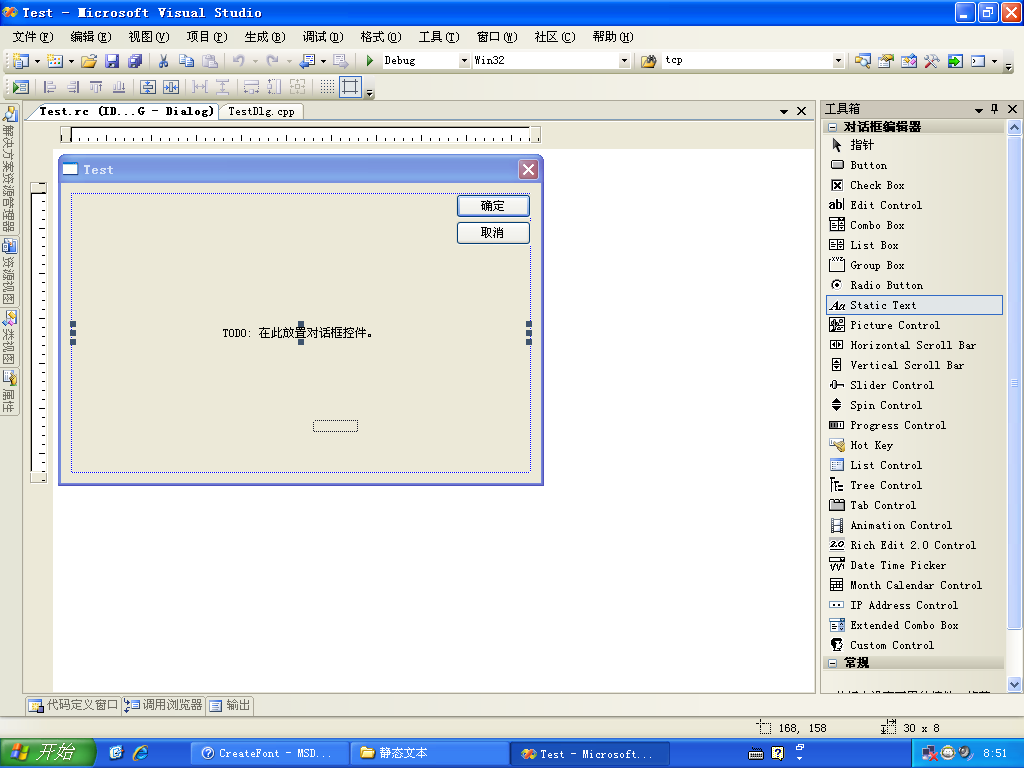 Test - Microsoft Visual Studio
文件(F) 编辑(E) 视图(V) 项目(P) 生成(B) 调试(D) 格式(O) 工具(T) 窗口(W) 社区(C) 帮助(H)
Debug Win32 tcp
Test.rc (ID...G - Dialog) TestDlg.cpp
解决方案资源管理器
资源视图
类视图
属性
Test
确定
取消
TODO: 在此放置对话框控件。
工具箱
对话框编辑器
指针
Button
Check Box
ab| Edit Control
Combo Box
List Box
XYZ Group Box
Radio Button
Aa Static Text
Picture Control
Horizontal Scroll Bar
Vertical Scroll Bar
Slider Control
Spin Control
Progress Control
Hot Key
List Control
Tree Control
Tab Control
Animation Control
2.0 Rich Edit 2.0 Control
Date Time Picker
Month Calendar Control
IP Address Control
Extended Combo Box
Custom Control
常规
代码定义窗口 调用浏览器 输出
168, 158 30 x 8
开始 CreateFont - MSD... 静态文本 Test - Microsoft... 8:51